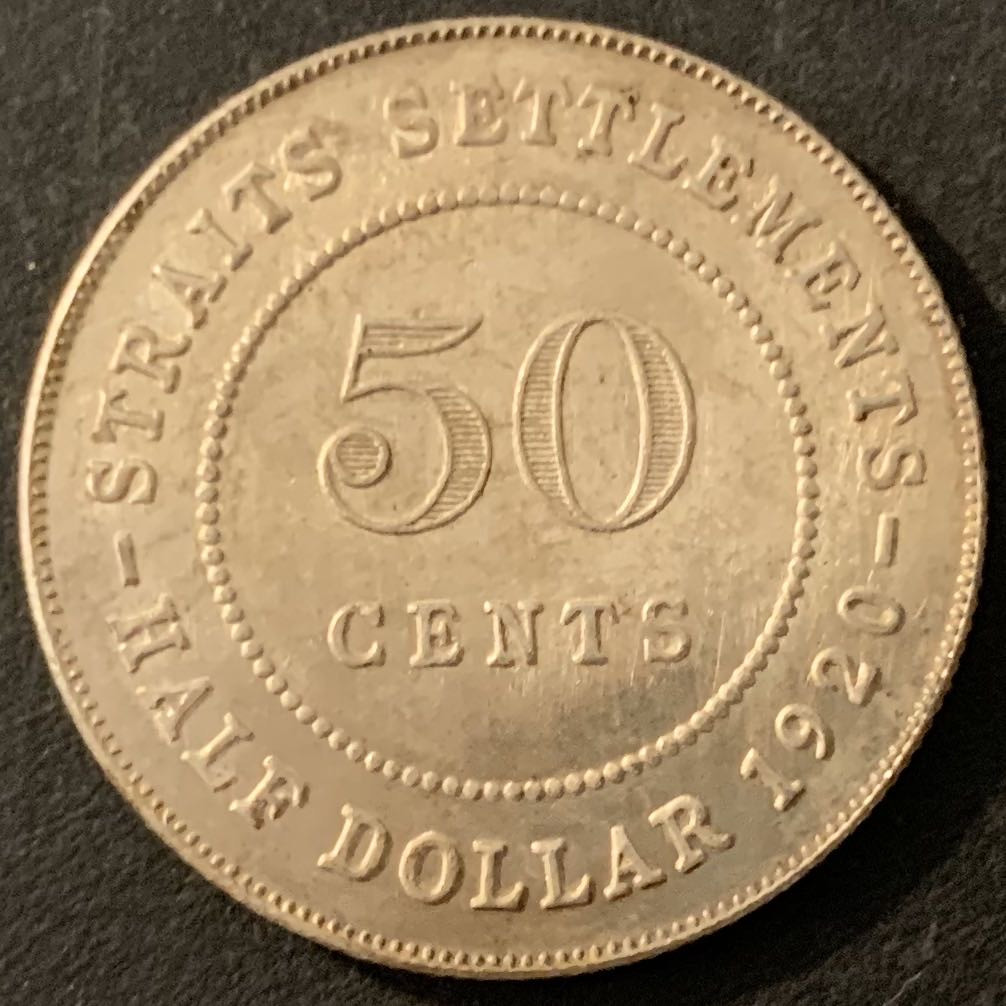 STRAITS SETTLEMENTS
50
CENTS
HALF DOLLAR 1920